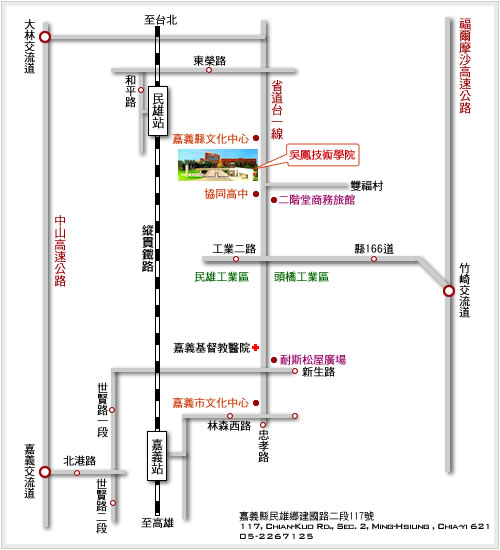 至台北
大林交流道
福爾摩沙高速公路
東榮路
和平路
民雄站
省道台一線
嘉義縣文化中心
吳鳳技術學院
雙福村
協同高中
二階堂商務旅館
中山高速公路
縱貫鐵路
工業二路
縣166道
民雄工業區
頭橋工業區
竹崎交流道
嘉義基督教醫院
耐斯松屋廣場
新生路
世賢路一段
嘉義市文化中心
林森西路
忠孝路
嘉義站
嘉義交流道
北港路
世賢路二段
至高雄
嘉義縣民雄鄉建國路二段117號
117, Chian-Kuo Rd., Sec. 2, Ming-Hsiung , Chia-yi 621
05-2267125